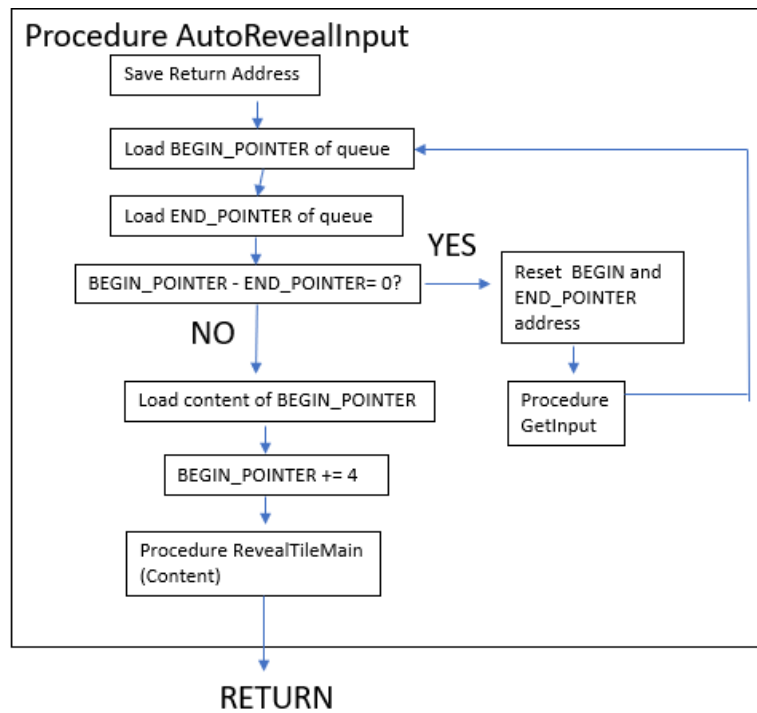 Procedure AutoRevealInput
Save Return Address
Load BEGIN_POINTER of queue
Load END_POINTER of queue
BEGIN_POINTER - END_POINTER= 0?
YES
Reset  BEGIN and
END_POINTER
address
Procedure
GetInput
NO
Load content of BEGIN_POINTER
BEGIN_POINTER += 4
Procedure RevealTileMain
(Content)
RETURN